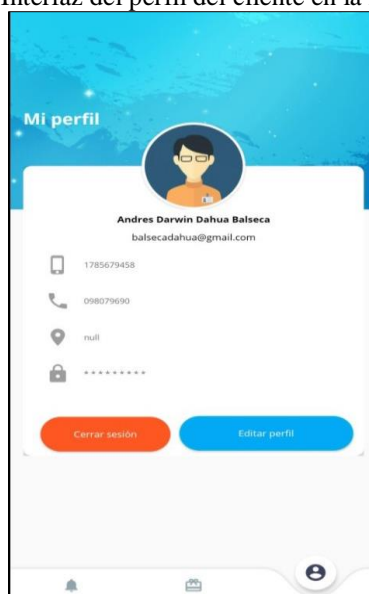 Interfaz del perfil del cliente en la
Mi perfil
Andres Darwin Dahua Balseca
balsecadahua@gmail.com
1785679458
098079690
null
* * * * * * * * *
Cerrar sesión
Editar perfil